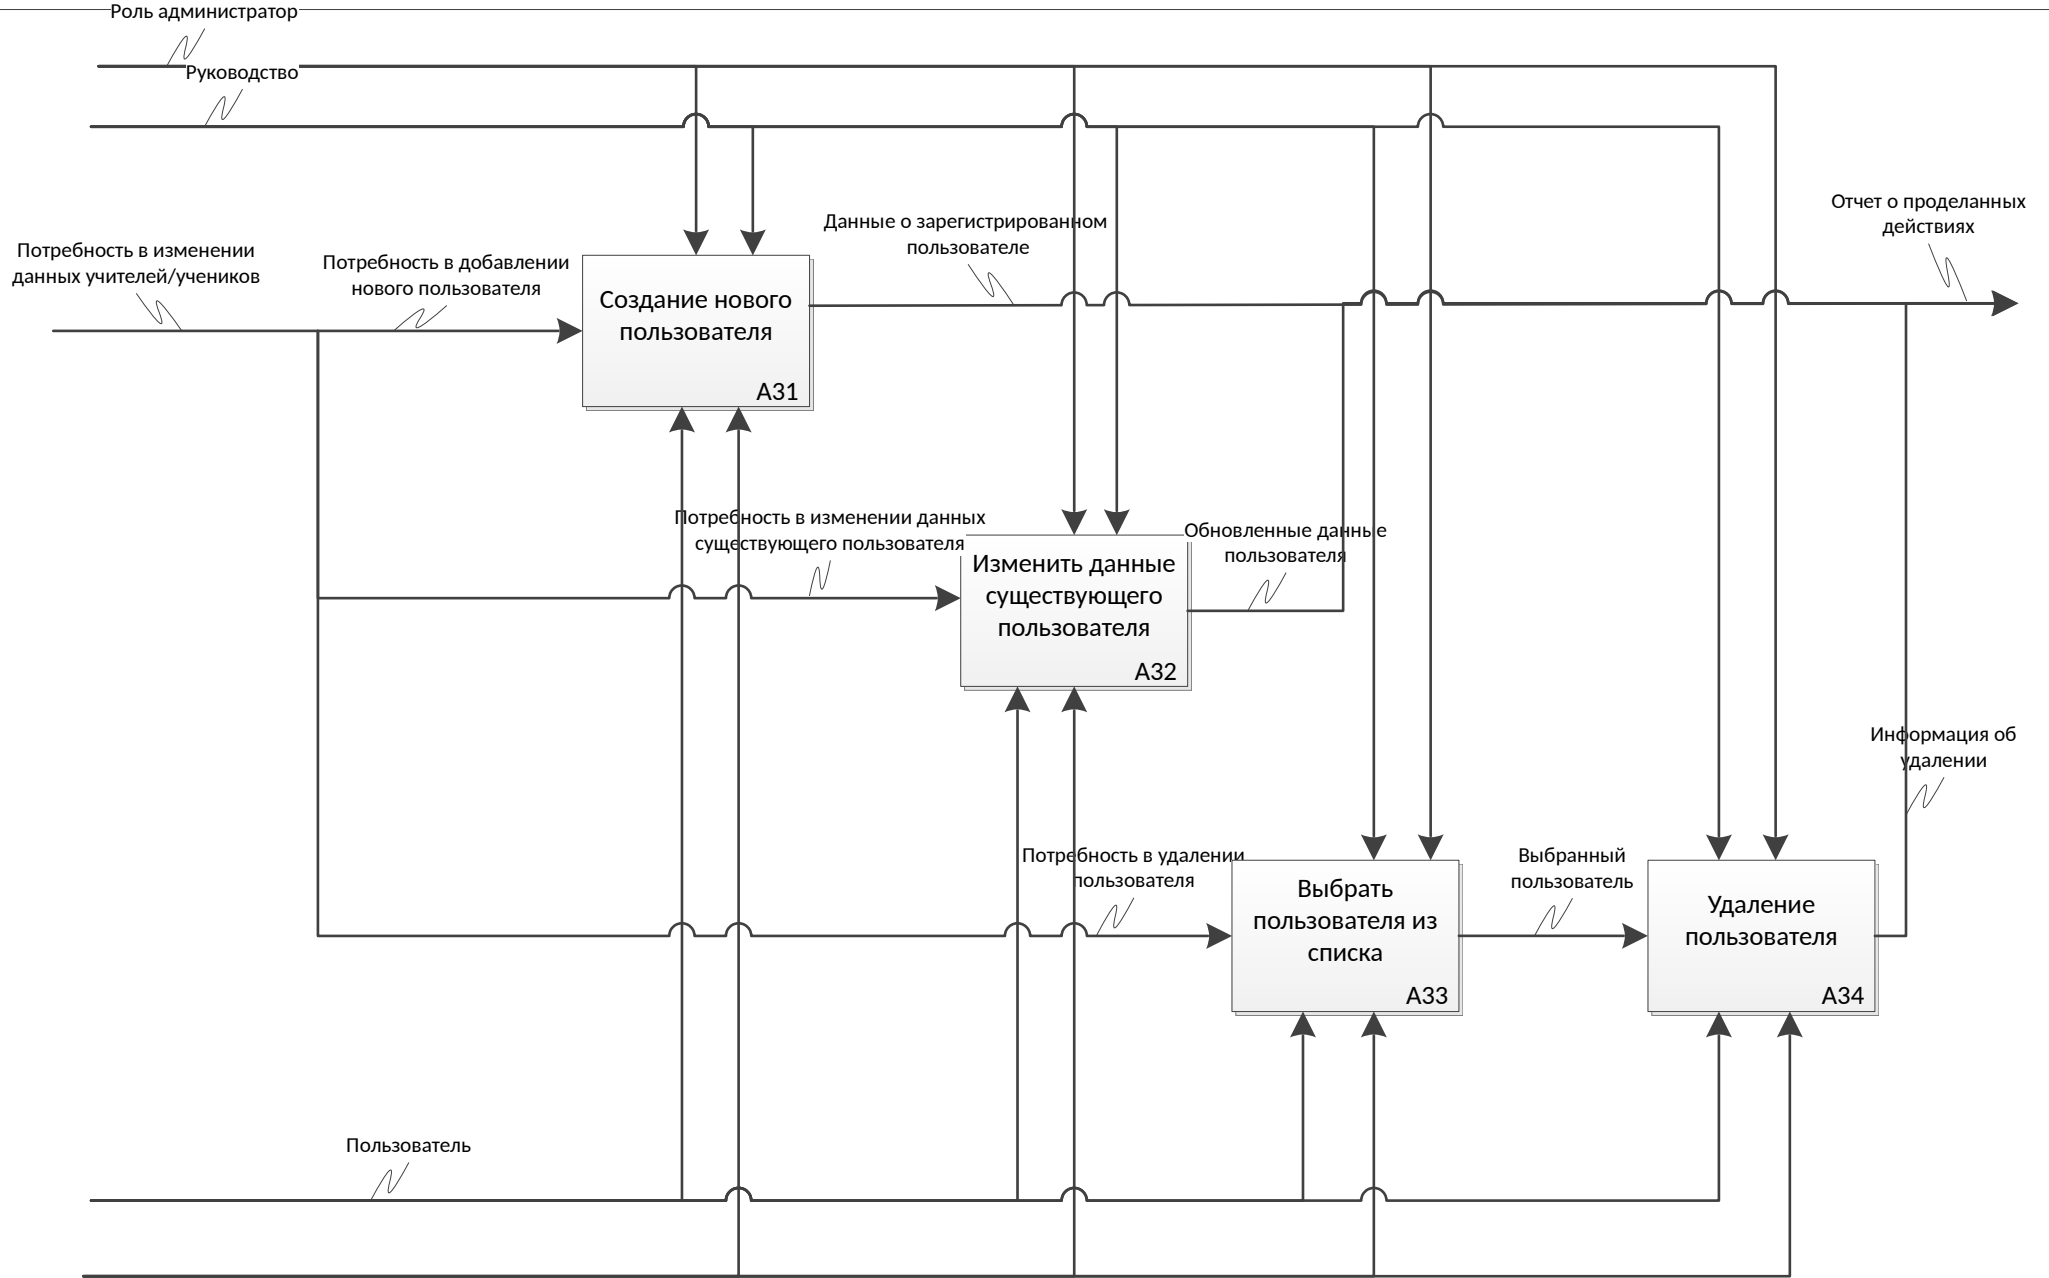 Роль администратор
Руководство
Отчет о проделанных
действиях
Данные о зарегистрированном
пользователе
Потребность в изменении
данных учителей/учеников
Потребность в добавлении
нового пользователя
Создание нового
пользователя
A31
Потребность в изменении данных
существующего пользователя
Обновленные данные
пользователя
Изменить данные
существующего
пользователя
A32
Информация об
удалении
Потребность в удалении
пользователя
Выбрать
пользователя из
списка
A33
Выбранный
пользователь
Удаление
пользователя
A34
Пользователь